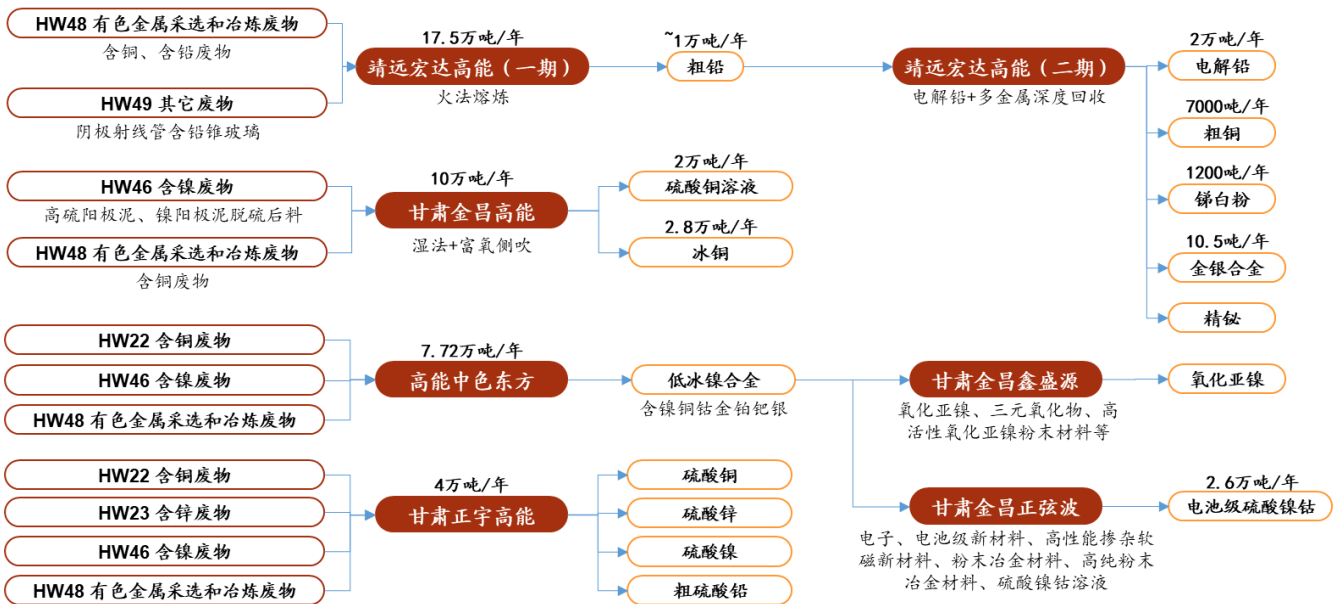 HW48 有色金属采选和冶炼废物
含铜、含铅废物
HW49 其它废物
阴极射线管含铅锥玻璃
17.5万吨/年
靖远宏达高能（一期）
火法熔炼
~1万吨/年
粗铅
靖远宏达高能（二期）
电解铅+多金属深度回收
2万吨/年
电解铅
7000吨/年
粗铜
1200吨/年
锑白粉
10.5吨/年
金银合金
精铋
HW46 含镍废物
高硫阳极泥、镍阳极泥脱硫后料
HW48 有色金属采选和冶炼废物
含铜废物
10万吨/年
甘肃金昌高能
湿法+富氧侧吹
2万吨/年
硫酸铜溶液
2.8万吨/年
冰铜
HW22 含铜废物
HW46 含镍废物
HW48 有色金属采选和冶炼废物
7.72万吨/年
高能中色东方
低冰镍合金
含镍铜钴金铂钯银
甘肃金昌鑫盛源
氧化亚镍、三元氧化物、高
活性氧化亚镍粉末材料等
氧化亚镍
HW22 含铜废物
HW23 含锌废物
HW46 含镍废物
HW48 有色金属采选和冶炼废物
4万吨/年
甘肃正宇高能
硫酸铜
硫酸锌
硫酸镍
粗硫酸铅
甘肃金昌正弦波
电子、电池级新材料、高性能掺杂软
磁新材料、粉末冶金材料、高纯粉末
冶金材料、硫酸镍钴溶液
2.6万吨/年
电池级硫酸镍钴